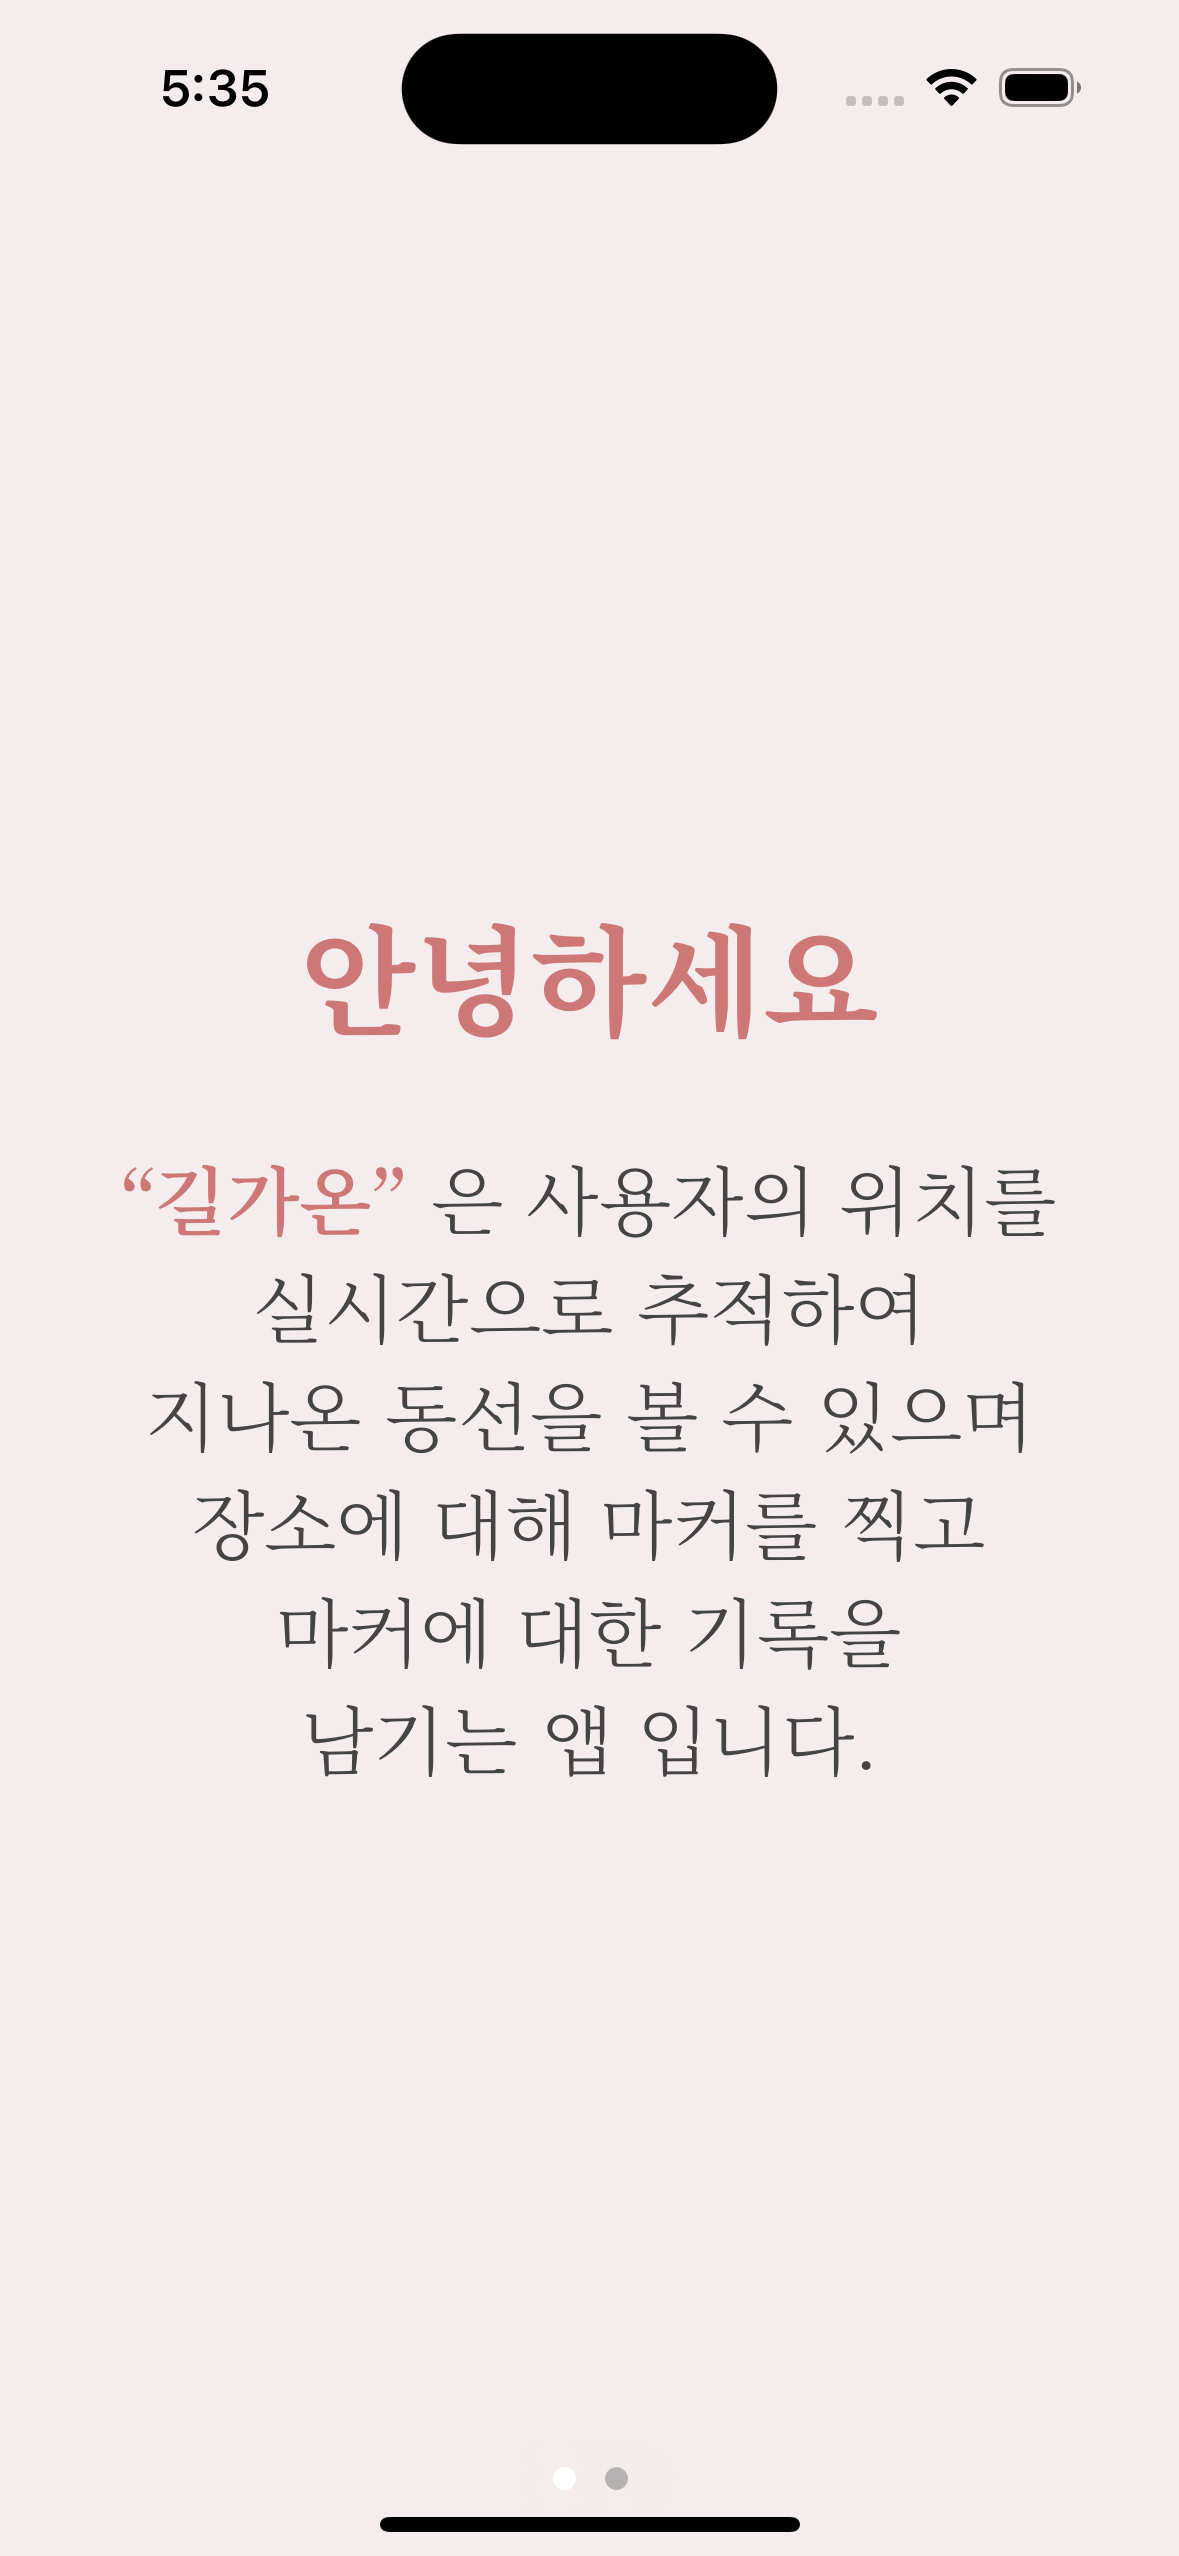 5:35
안녕하세요
“길가온” 은 사용자의 위치를
실시간으로 추적하여
지나온 동선을 볼 수 있으며
장소에 대해 마커를 찍고
마커에 대한 기록을
남기는 앱 입니다.